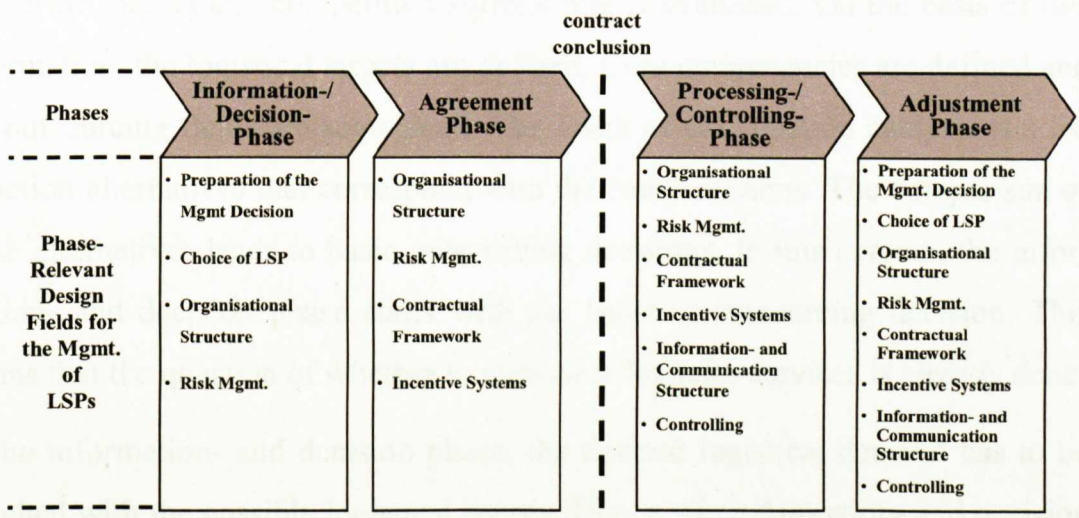 contract
conclusion
Phases
Information-/
Decision-
Phase
Agreement
Phase
Processing-/
Controlling-
Phase
Adjustment
Phase
Phase-
Relevant
Design
Fields for
the Mgmt.
of
LSPs
• Preparation of the
Mgmt Decision
• Choice of LSP
• Organisational
Structure
• Risk Mgmt.
• Organisational
Structure
• Risk Mgmt.
• Contractual
Framework
• Incentive Systems
• Organisational
Structure
• Risk Mgmt.
• Contractual
Framework
• Incentive Systems
• Information- and
Communication
Structure
• Controlling
• Preparation of the
Mgmt. Decision
• Choice of LSP
• Organisational
Structure
• Risk Mgmt.
• Contractual
Framework
• Incentive Systems
• Information- and
Communication
Structure
• Controlling